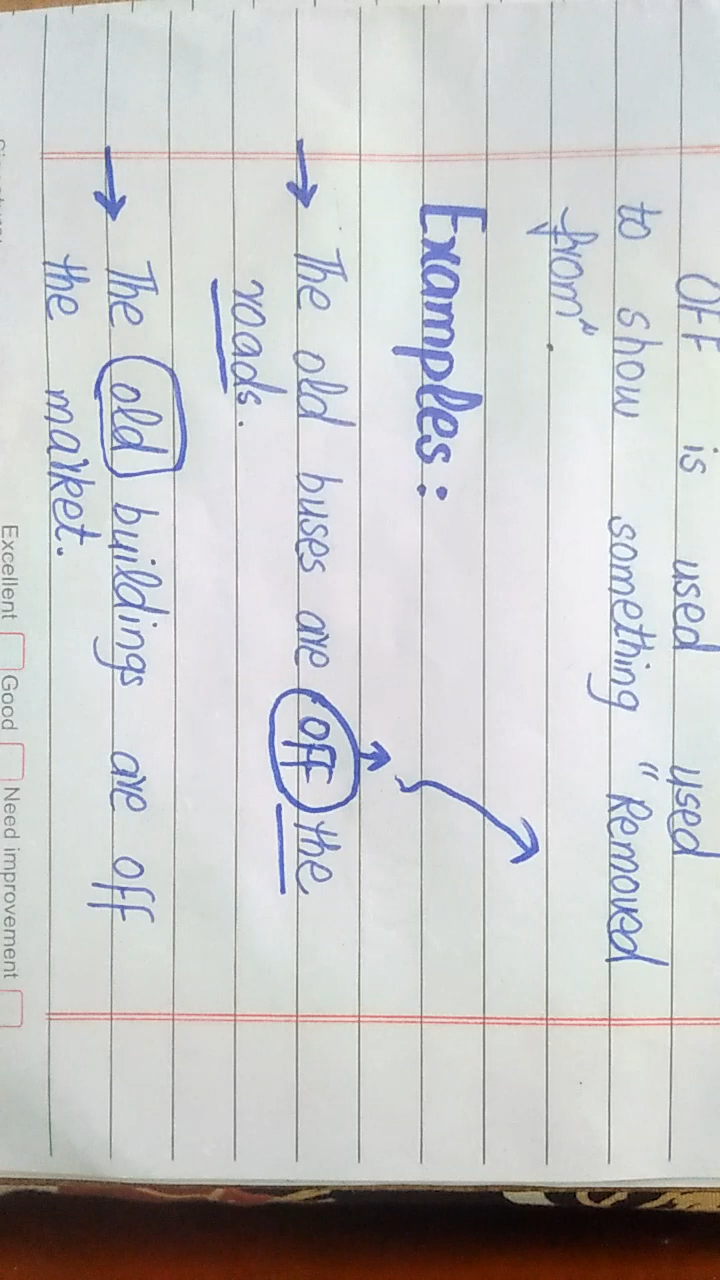 OFF is used used
to show something "Removed
from".
Examples:
→ The old buses are off the
roads.
→ The old buildings are off
the market.
Excellent Good Need improvement